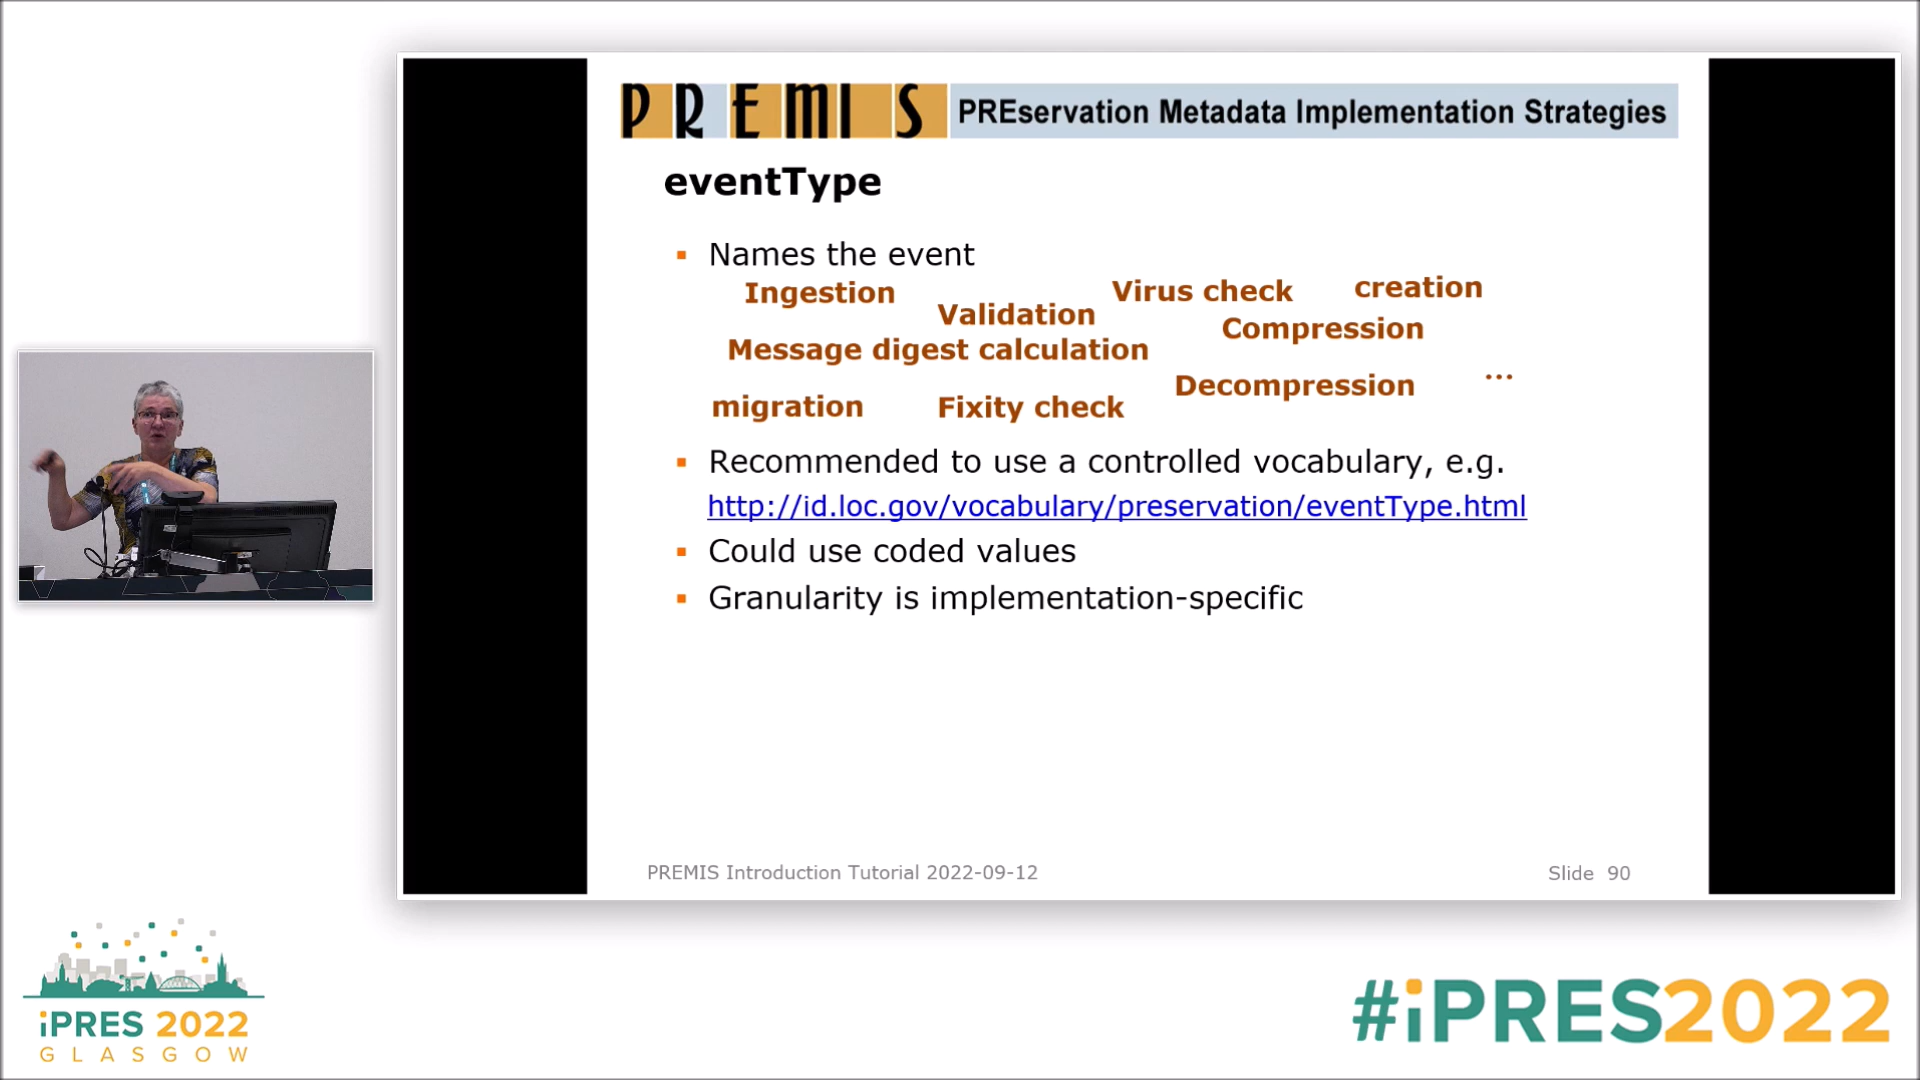 PREMIS PREservation Metadata Implementation Strategies
eventType
Names the event
Ingestion Virus check creation
Validation Compression
Message digest calculation
Decompression ...
migration Fixity check
Recommended to use a controlled vocabulary, e.g.
http://id.loc.gov/vocabulary/preservation/eventType.html
Could use coded values
Granularity is implementation-specific
PREMIS Introduction Tutorial 2022-09-12 Slide 90
iPRES 2022
GLASGOW
#iPRES2022